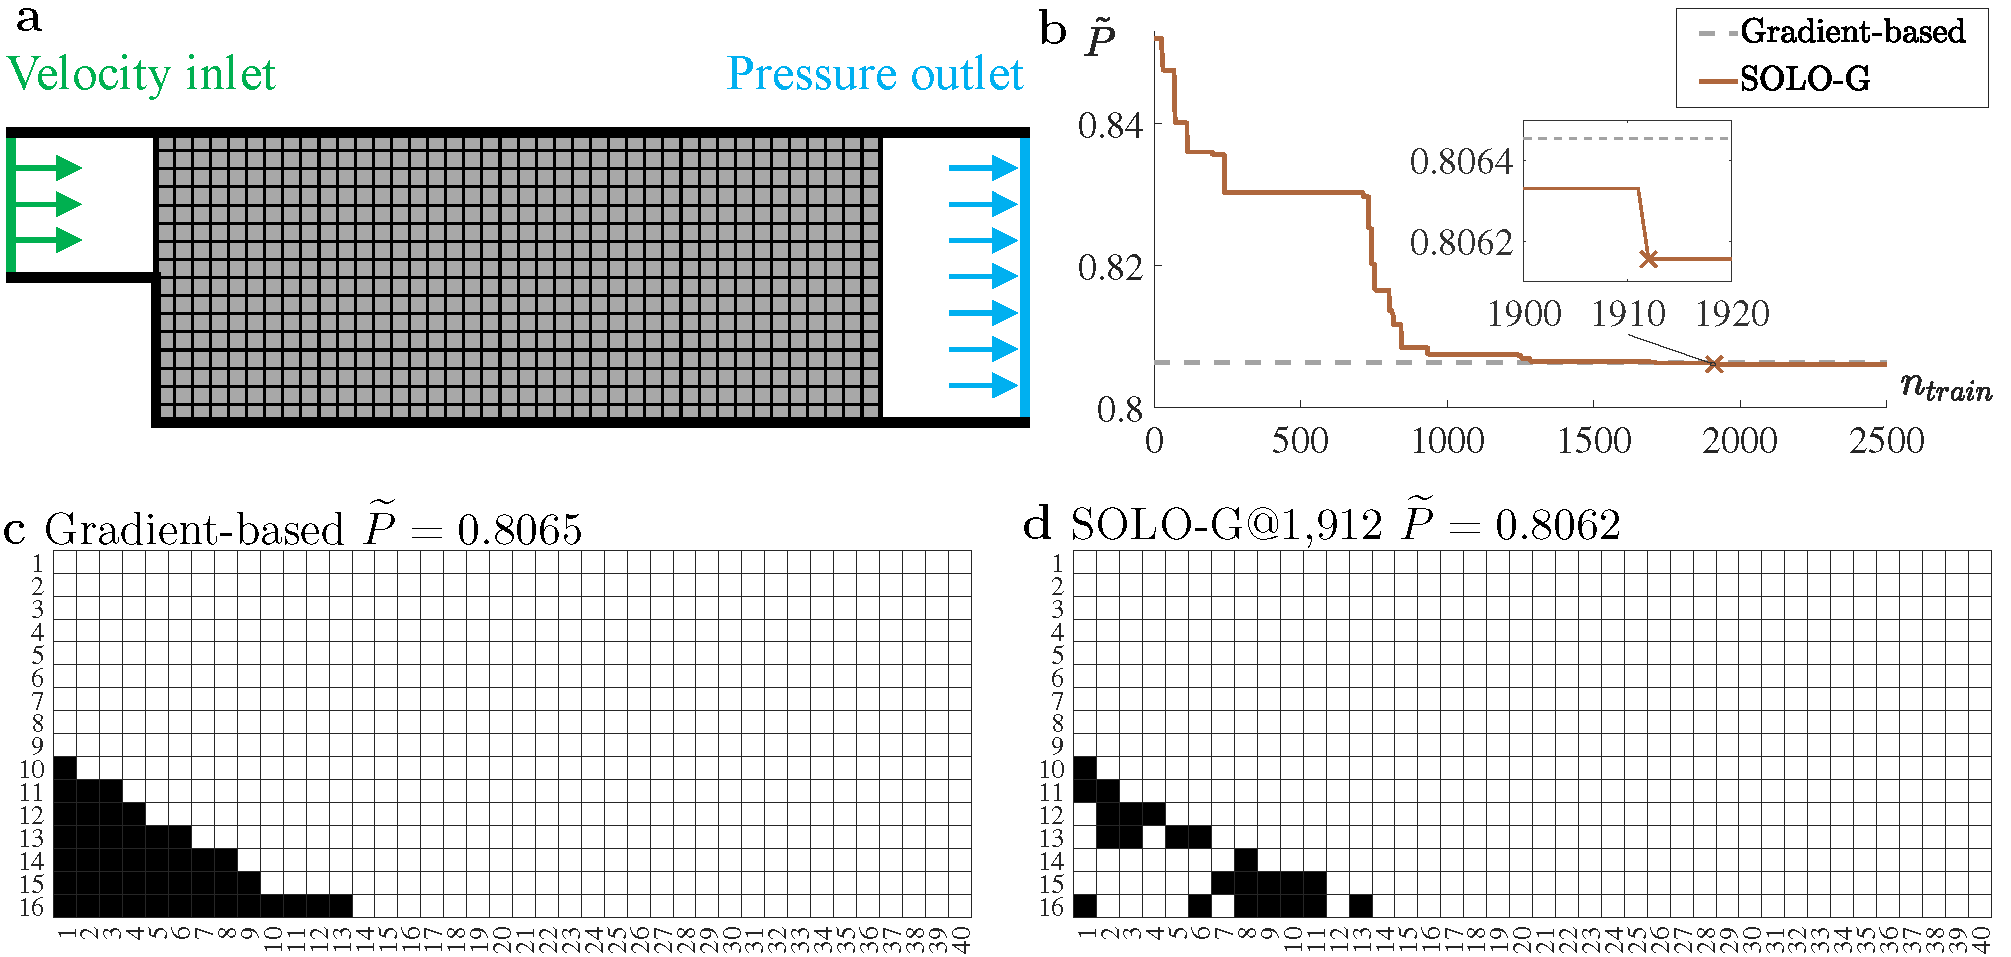 a
Velocity inlet
Pressure outlet
b
P̃
Gradient-based
SOLO-G
0.84
0.82
0.8
0.8064
0.8062
1900 1910 1920
0 500 1000 1500 2000 2500
n_train
c Gradient-based P̃ = 0.8065
1
2
3
4
5
6
7
8
9
10
11
12
13
14
15
16
1 2 3 4 5 6 7 8 9 10 11 12 13 14 15 16 17 18 19 20 21 22 23 24 25 26 27 28 29 30 31 32 33 34 35 36 37 38 39 40
d SOLO-G@1,912 P̃ = 0.8062
1
2
3
4
5
6
7
8
9
10
11
12
13
14
15
16
1 2 3 4 5 6 7 8 9 10 11 12 13 14 15 16 17 18 19 20 21 22 23 24 25 26 27 28 29 30 31 32 33 34 35 36 37 38 39 40